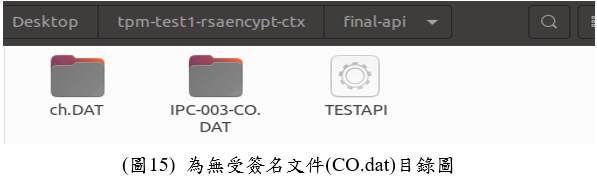 Desktop tpm-test1-rsaencypt-ctx final-api
ch.DAT IPC-003-CO. TESTAPI
DAT
(圖15) 為無受簽名文件(CO.dat)目錄圖